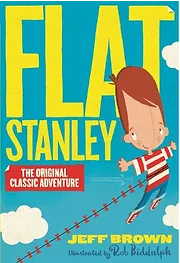 FLAT
STANLEY
THE ORIGINAL
CLASSIC ADVENTURE
JEFF BROWN
Illustrated by Rob Biddulph